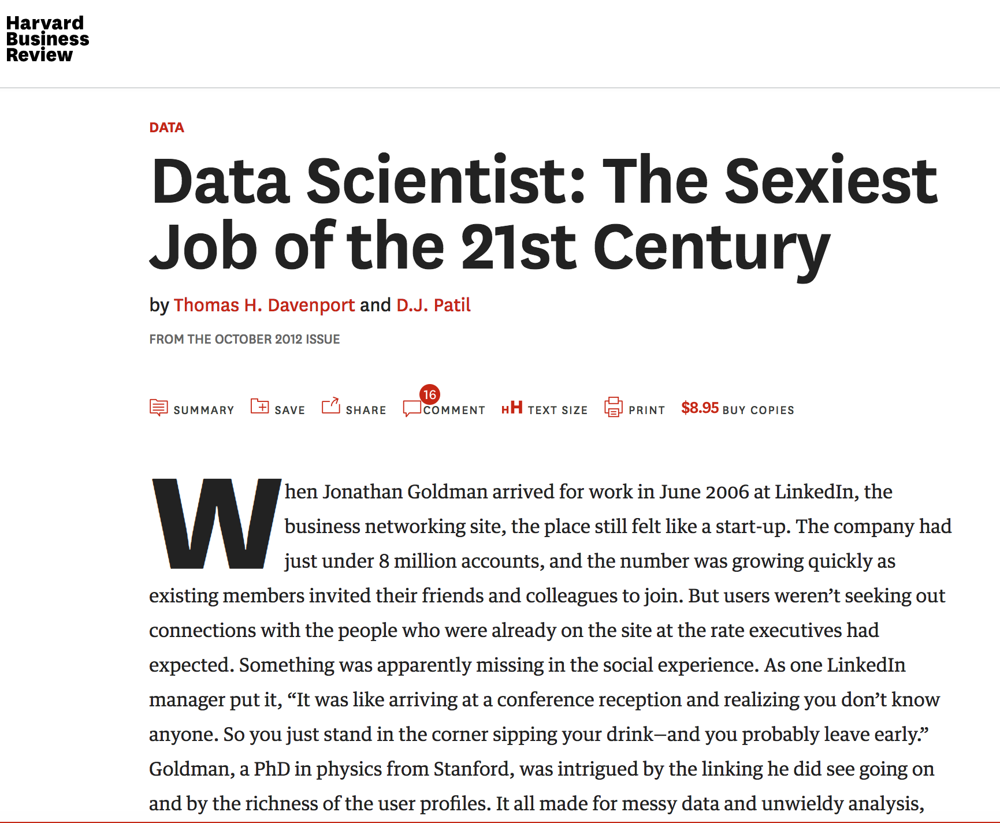 Harvard
Business
Review
DATA
Data Scientist: The Sexiest
Job of the 21st Century
by Thomas H. Davenport and D.J. Patil
FROM THE OCTOBER 2012 ISSUE
SUMMARY SAVE SHARE 16 COMMENT HH TEXT SIZE PRINT $8.95 BUY COPIES
When Jonathan Goldman arrived for work in June 2006 at LinkedIn, the
business networking site, the place still felt like a start-up. The company had
just under 8 million accounts, and the number was growing quickly as
existing members invited their friends and colleagues to join. But users weren’t seeking out
connections with the people who were already on the site at the rate executives had
expected. Something was apparently missing in the social experience. As one LinkedIn
manager put it, “It was like arriving at a conference reception and realizing you don’t know
anyone. So you just stand in the corner sipping your drink—and you probably leave early.”
Goldman, a PhD in physics from Stanford, was intrigued by the linking he did see going on
and by the richness of the user profiles. It all made for messy data and unwieldy analysis,